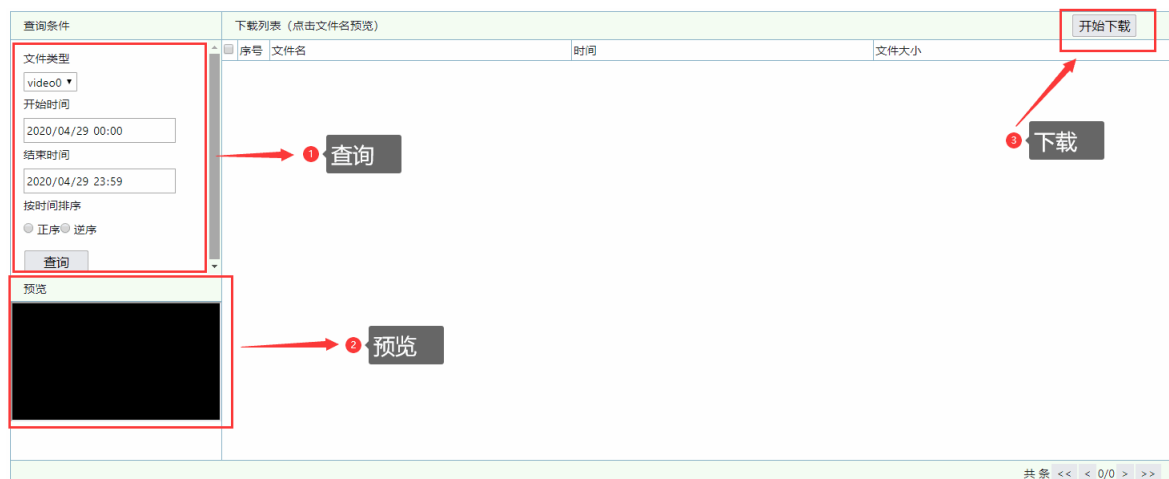 查询条件
下载列表（点击文件名预览）
开始下载
序号 文件名 时间 文件大小
文件类型
video0
开始时间
2020/04/29 00:00
结束时间
2020/04/29 23:59
按时间排序
正序 逆序
查询
1 查询
3 下载
预览
2 预览
共 条 << < 0/0 > >>